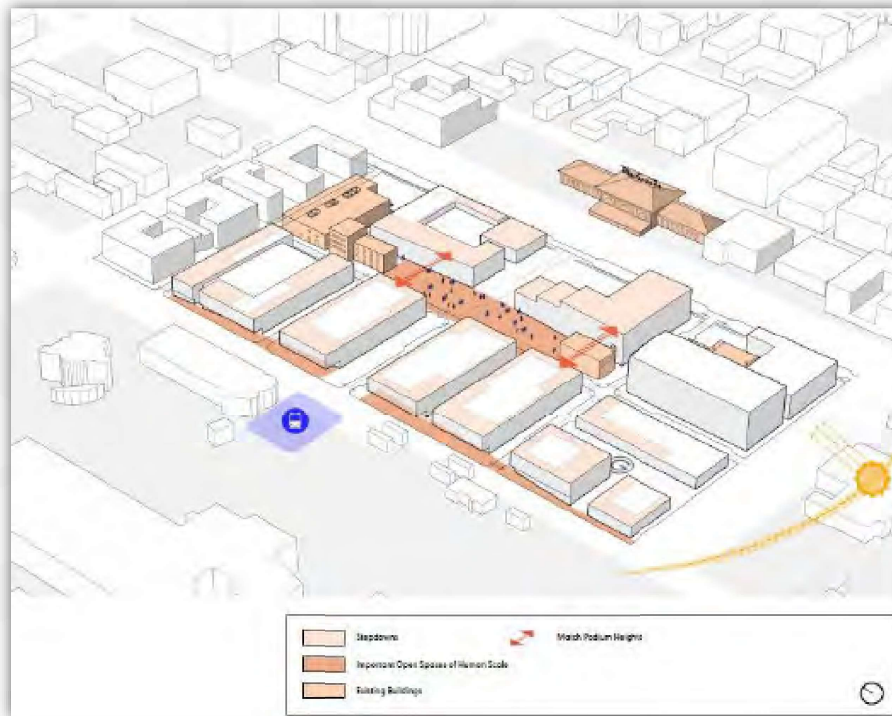 Stepdowns
Match Podium Heights
Important Open Spaces of Human Scale
Existing Buildings